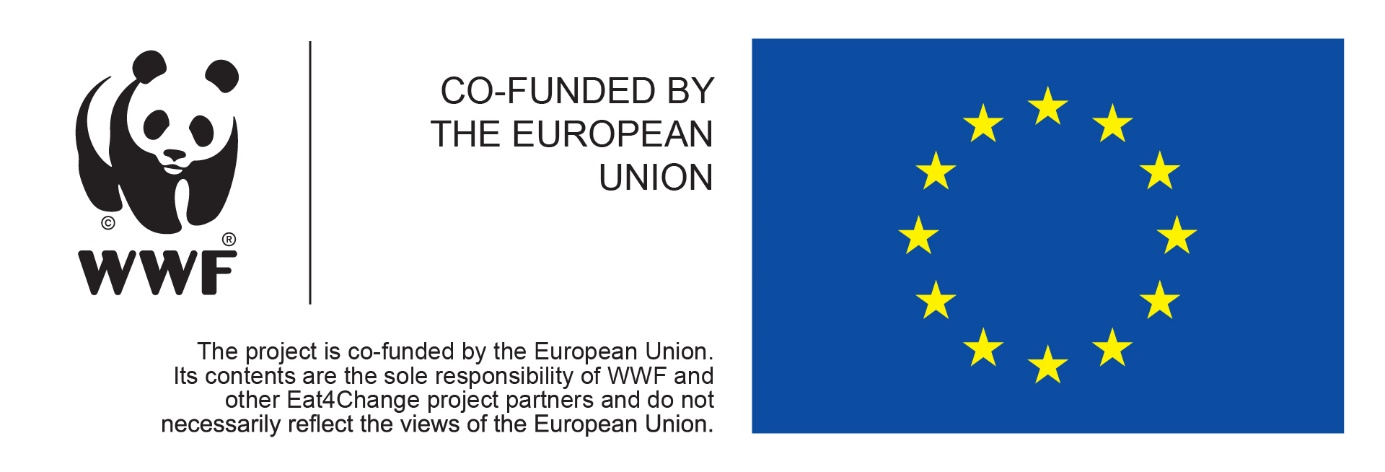 ©
®
WWF
CO-FUNDED BY
THE EUROPEAN
UNION
The project is co-funded by the European Union.
Its contents are the sole responsibility of WWF and
other Eat4Change project partners and do not
necessarily reflect the views of the European Union.